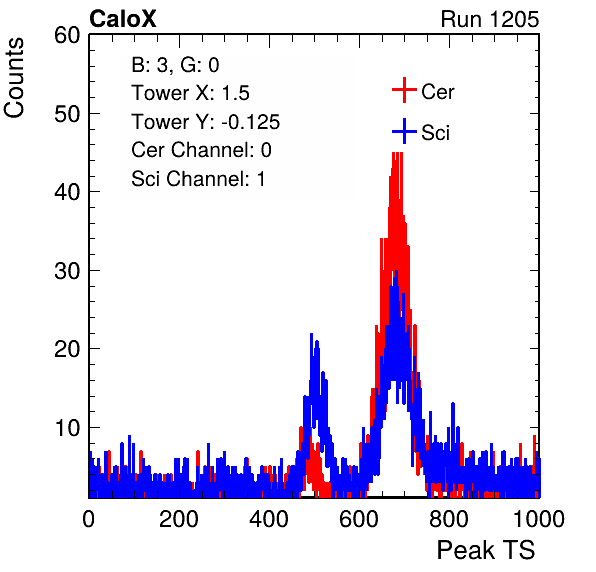 CaloX Run 1205
Counts
60
50
40
30
20
10
B: 3, G: 0
Tower X: 1.5
Tower Y: -0.125
Cer Channel: 0
Sci Channel: 1
Cer
Sci
0 200 400 600 800 1000
Peak TS